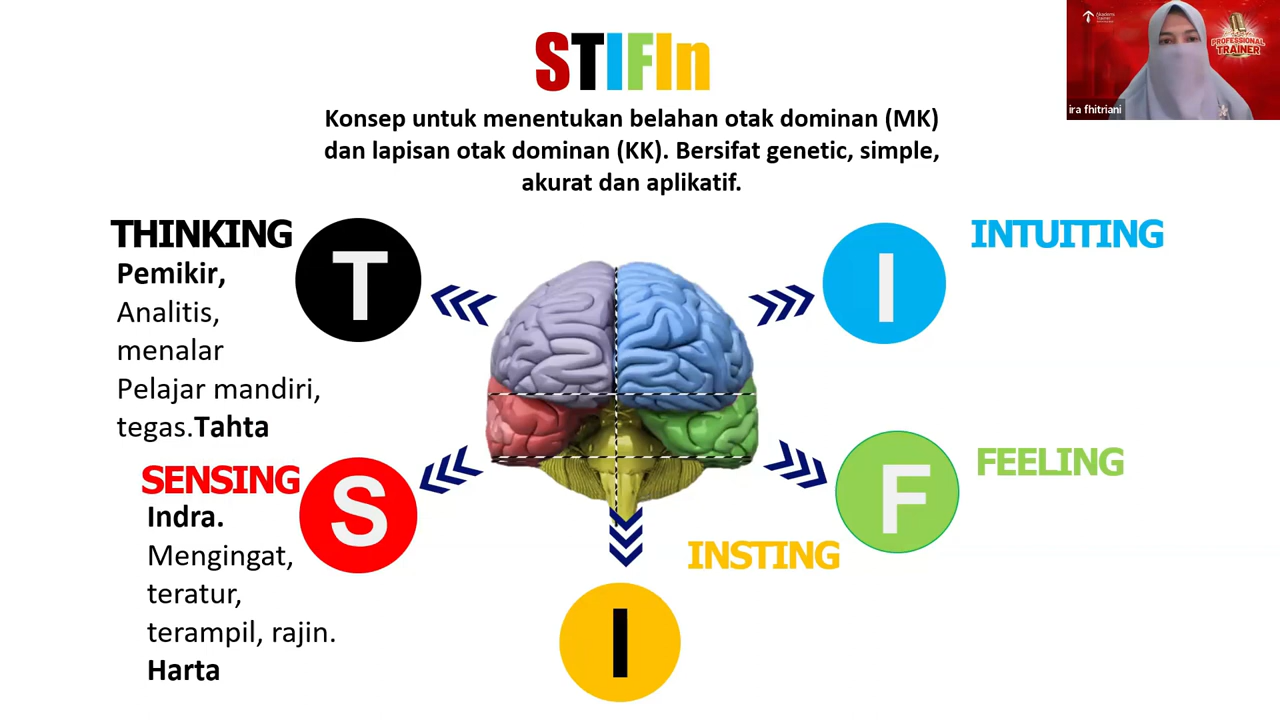 STIFIn
Konsep untuk menentukan belahan otak dominan (MK)
dan lapisan otak dominan (KK). Bersifat genetic, simple,
akurat dan aplikatif.
Akademi
Trainer
PROFESSIONAL
TRAINER
ira fhitriani
THINKING
Pemikir,
Analitis,
menalar
Pelajar mandiri,
tegas.Tahta
T
I
INTUITING
SENSING
Indra.
Mengingat,
teratur,
terampil, rajin.
Harta
S
F
FEELING
INSTING
I